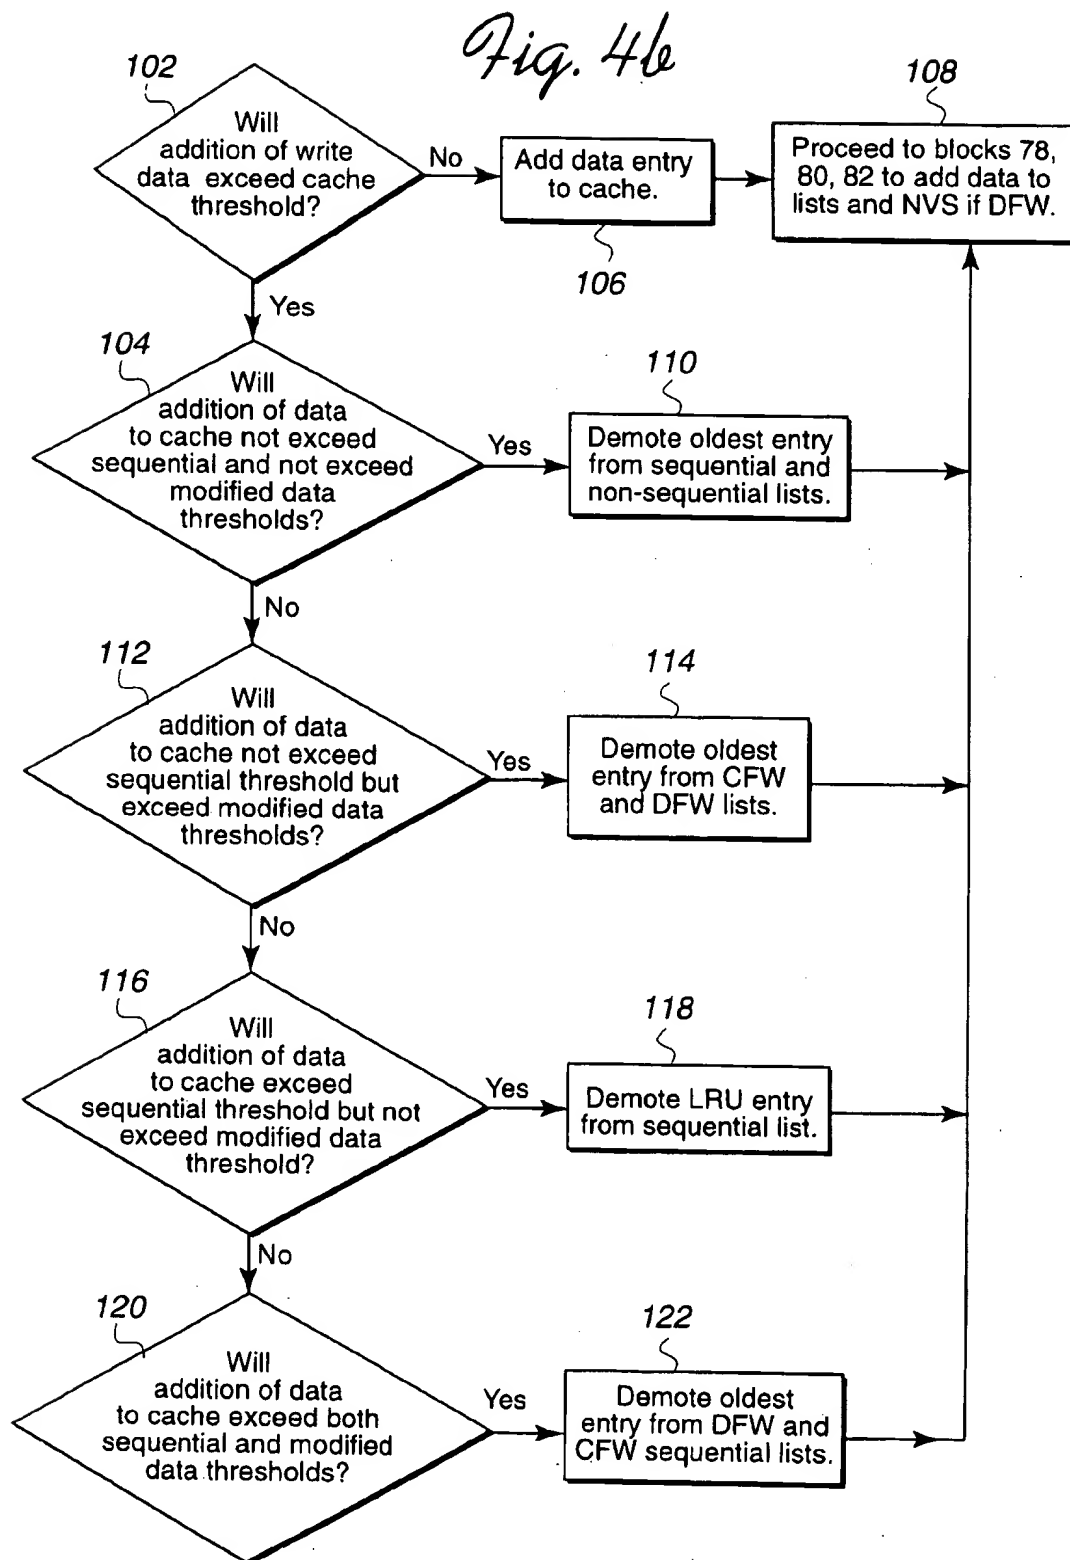 Fig. 4b
102
Will
addition of write
data exceed cache
threshold?
No
Add data entry
to cache.
106
108
Proceed to blocks 78,
80, 82 to add data to
lists and NVS if DFW.
Yes
104
Will
addition of data
to cache not exceed
sequential and not exceed
modified data
thresholds?
Yes
110
Demote oldest entry
from sequential and
non-sequential lists.
No
112
Will
addition of data
to cache not exceed
sequential threshold but
exceed modified data
thresholds?
Yes
114
Demote oldest
entry from CFW
and DFW lists.
No
116
Will
addition of data
to cache exceed
sequential threshold but not
exceed modified data
threshold?
Yes
118
Demote LRU entry
from sequential list.
No
120
Will
addition of data
to cache exceed both
sequential and modified
data thresholds?
Yes
122
Demote oldest
entry from DFW and
CFW sequential lists.